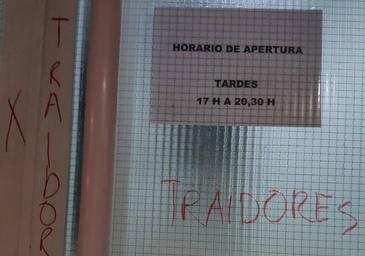 HORARIO DE APERTURA
TARDES
17 H A 20,30 H
X
TRAIDOR
TRAIDORES